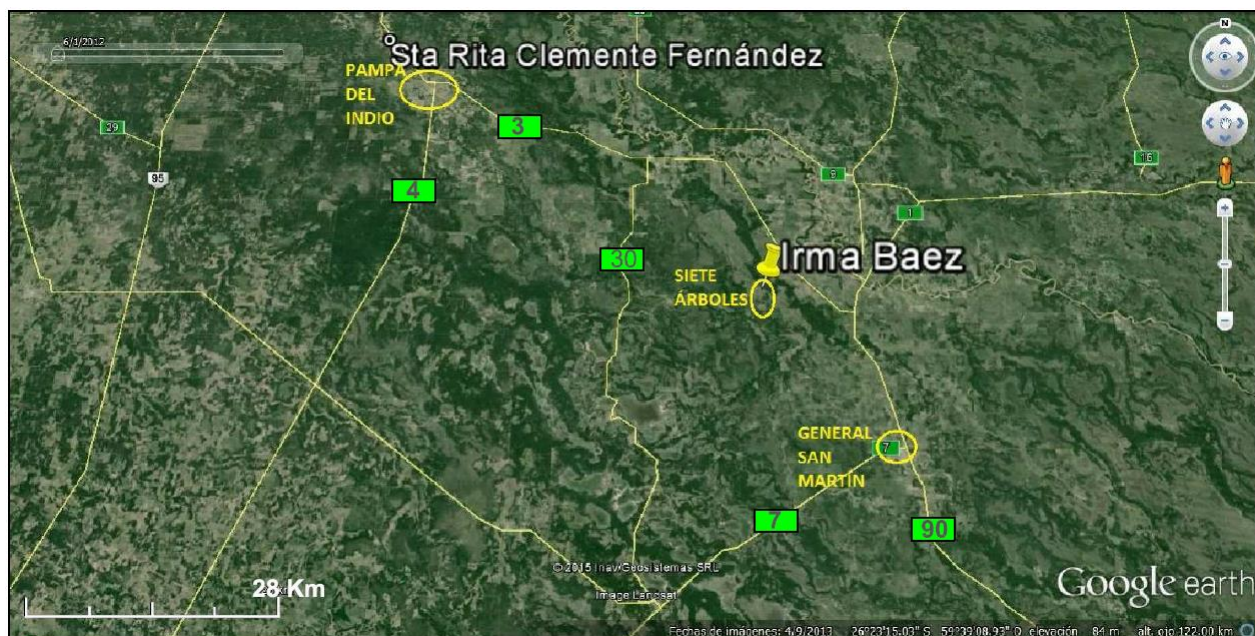 6/1/2012
N
Sta Rita Clemente Fernández
PAMPA
DEL
INDIO
3
29
95
4
9
16
1
30
Irma Baez
SIETE
ÁRBOLES
GENERAL
SAN
MARTÍN
7
7
90
© 2015 Inav/Geosistemas SRL
Image Landsat
28 Km
Google earth
Fechas de imágenes: 4/9/2013 26°23'15.03" S 59°39'08.93" O elevación 84 m alt. ojo 122.00 km